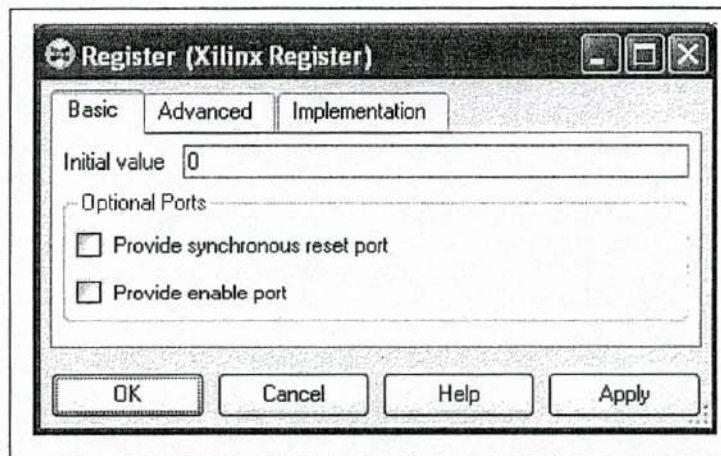 Register (Xilinx Register)
Basic Advanced Implementation
Initial value 0
Optional Ports
Provide synchronous reset port
Provide enable port
OK Cancel Help Apply